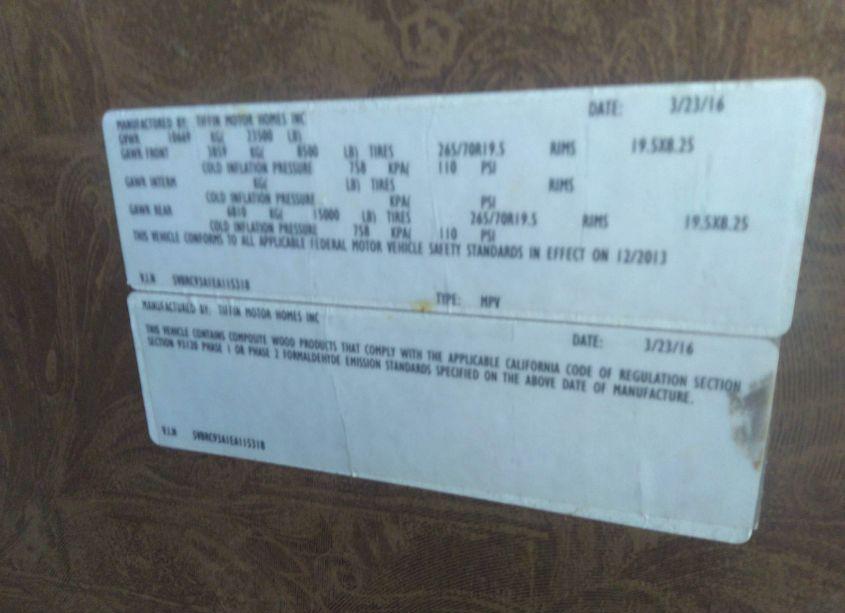 MANUFACTURED BY: TIFFIN MOTOR HOMES INC DATE: 3/23/16
GVWR 10669 KG( 23500 LB)
GAWR FRONT 3859 KG( 8500 LB) TIRES 265/70R19.5 RIMS 19.5X8.25
COLD INFLATION PRESSURE 758 KPA( 110 PSI
GAWR INTERM KG( LB) TIRES RIMS
COLD INFLATION PRESSURE KPA( PSI
GAWR REAR 6810 KG( 15000 LB) TIRES 265/70R19.5 RIMS 19.5X8.25
COLD INFLATION PRESSURE 758 KPA( 110 PSI
THIS VEHICLE CONFORMS TO ALL APPLICABLE FEDERAL MOTOR VEHICLE SAFETY STANDARDS IN EFFECT ON 12/2013
V.I.N 5VBRC93A1EA115318 TYPE: MPV
MANUFACTURED BY: TIFFIN MOTOR HOMES INC DATE: 3/23/16
THIS VEHICLE CONTAINS COMPOSITE WOOD PRODUCTS THAT COMPLY WITH THE APPLICABLE CALIFORNIA CODE OF REGULATION SECTION
SECTION 93120 PHASE 1 OR PHASE 2 FORMALDEHYDE EMISSION STANDARDS SPECIFIED ON THE ABOVE DATE OF MANUFACTURE.
V.I.N 5VBRC93A1EA115318